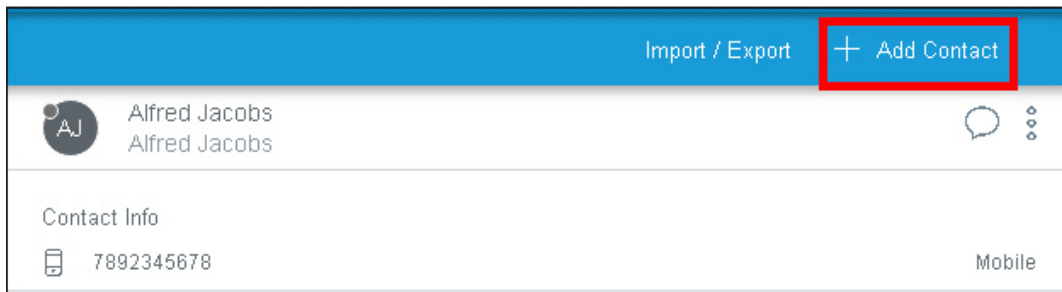 Import / Export + Add Contact
AJ
Alfred Jacobs
Alfred Jacobs
Contact Info
7892345678 Mobile